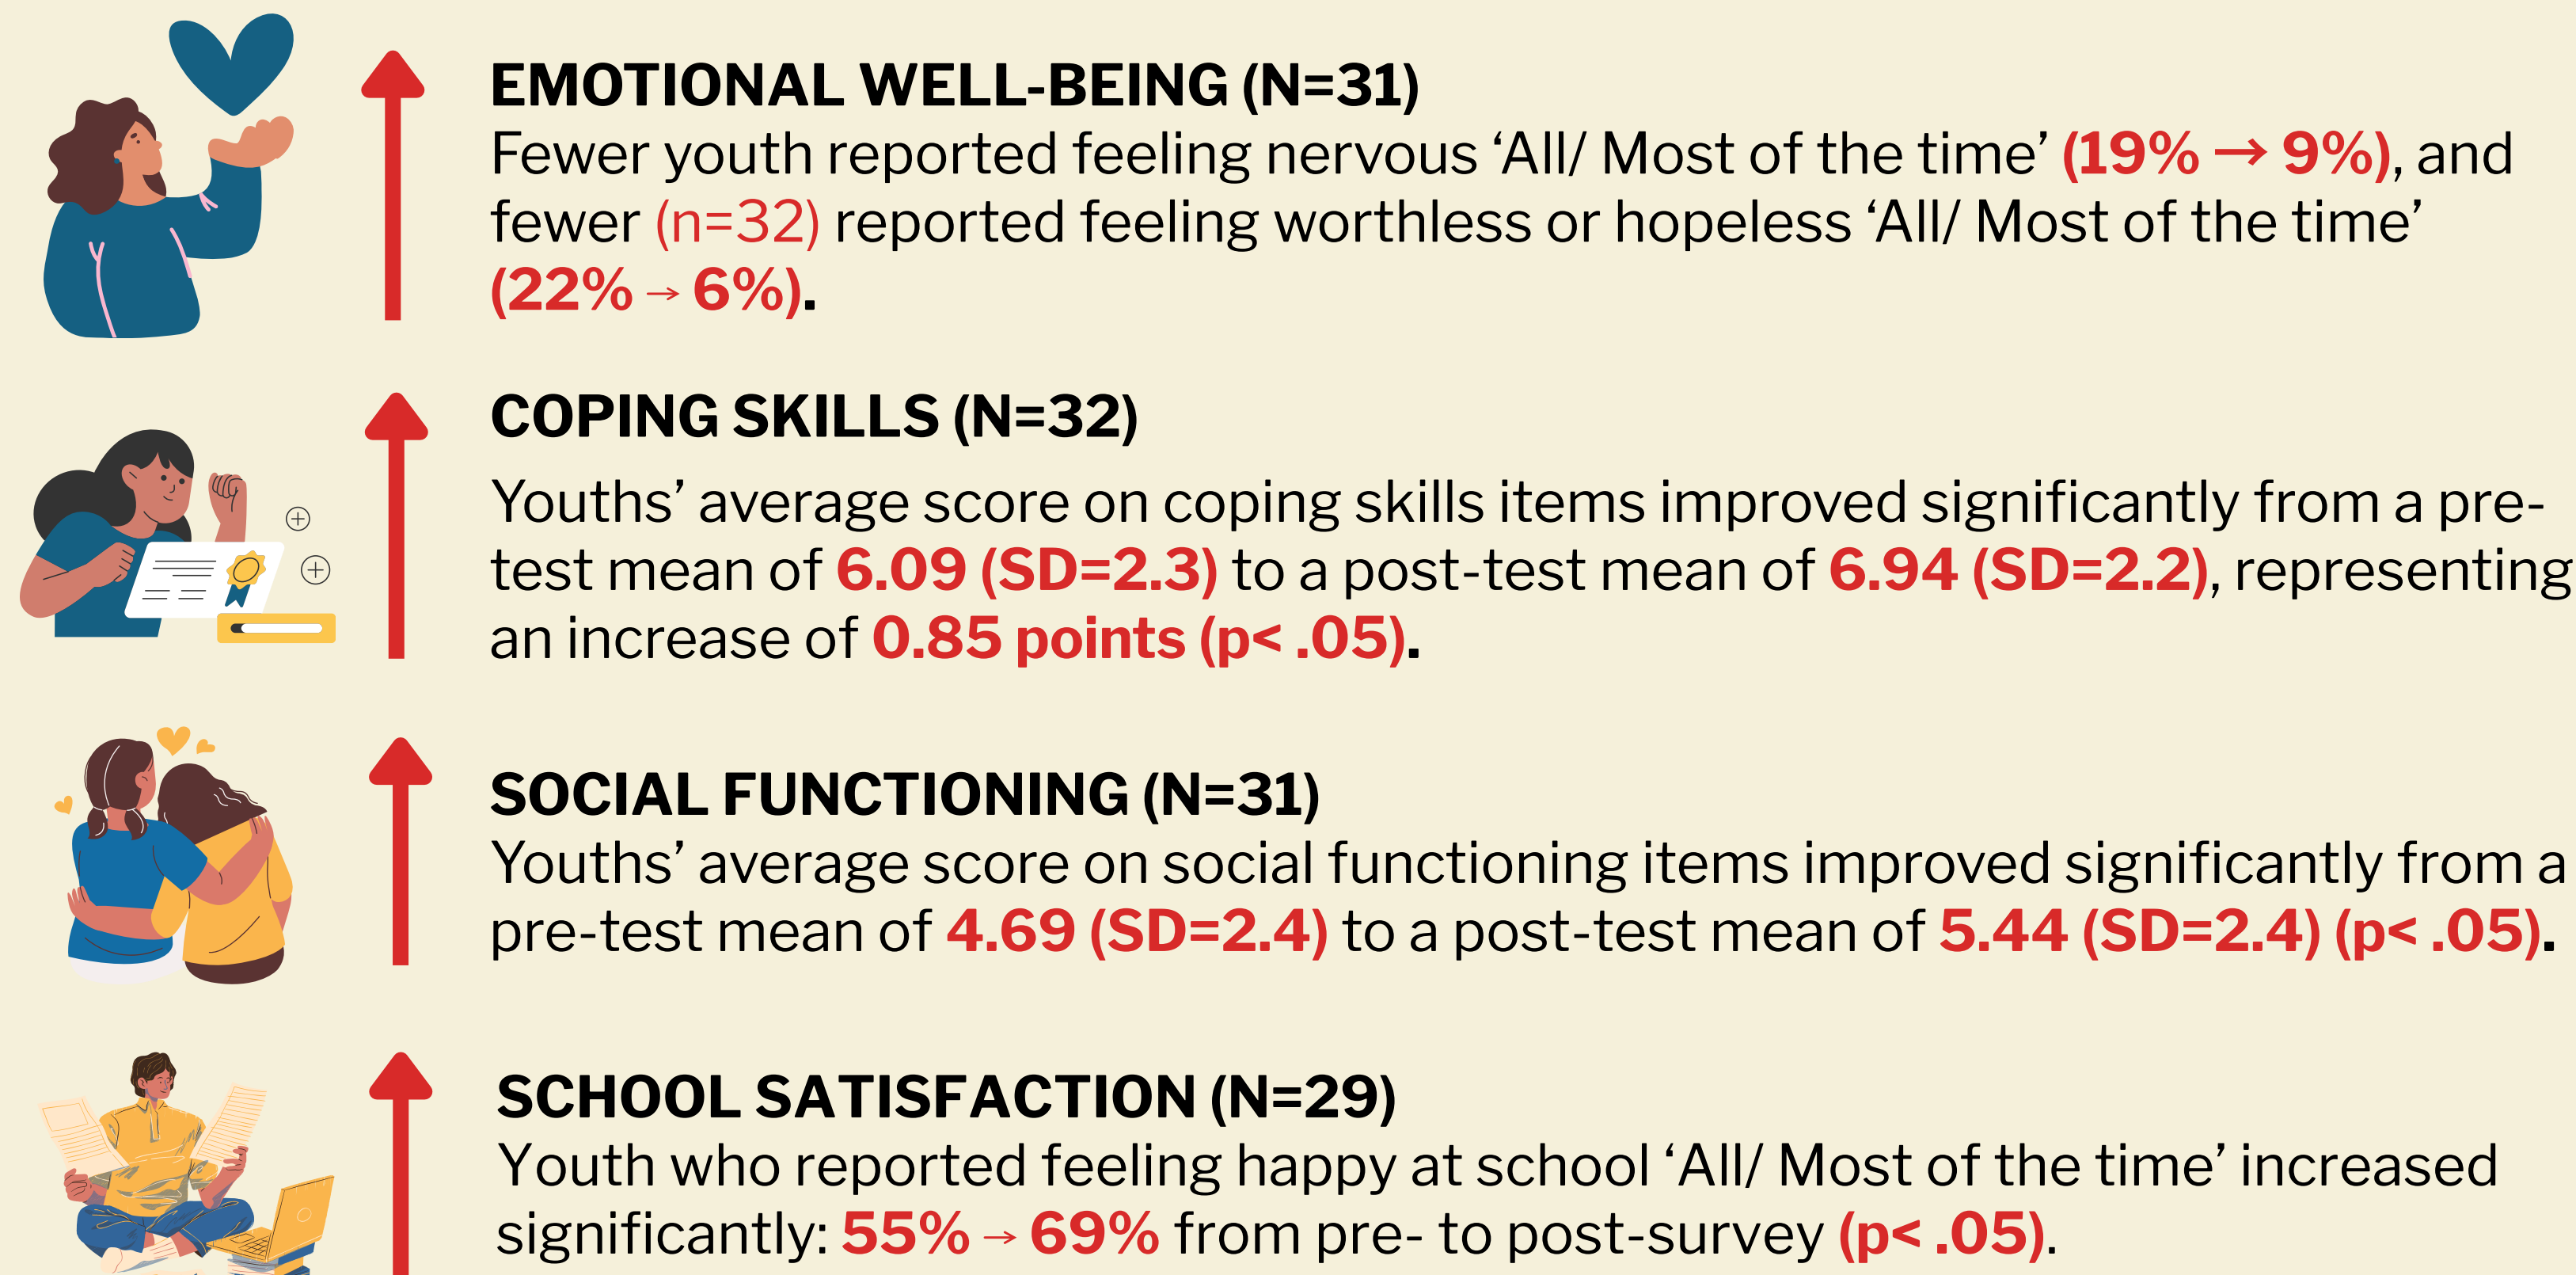 EMOTIONAL WELL-BEING (N=31)
Fewer youth reported feeling nervous ‘All/ Most of the time’ (19% → 9%), and
fewer (n=32) reported feeling worthless or hopeless ‘All/ Most of the time’
(22% → 6%).
COPING SKILLS (N=32)
Youths’ average score on coping skills items improved significantly from a pre-
test mean of 6.09 (SD=2.3) to a post-test mean of 6.94 (SD=2.2), representing
an increase of 0.85 points (p< .05).
SOCIAL FUNCTIONING (N=31)
Youths’ average score on social functioning items improved significantly from a
pre-test mean of 4.69 (SD=2.4) to a post-test mean of 5.44 (SD=2.4) (p< .05).
SCHOOL SATISFACTION (N=29)
Youth who reported feeling happy at school ‘All/ Most of the time’ increased
significantly: 55% → 69% from pre- to post-survey (p< .05).